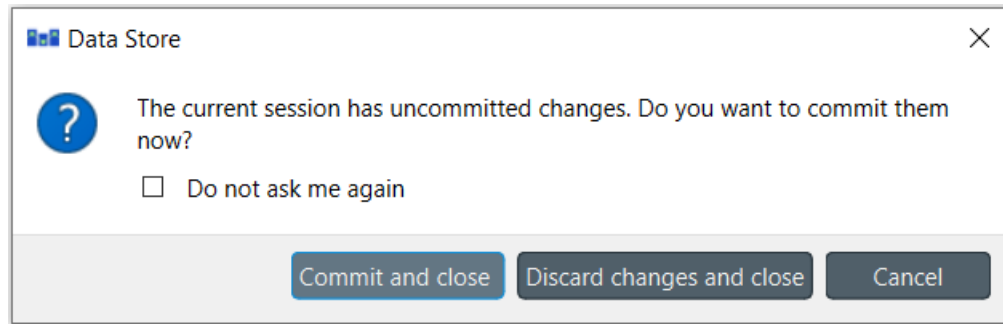 Data Store
The current session has uncommitted changes. Do you want to commit them
now?
Do not ask me again
Commit and close
Discard changes and close
Cancel